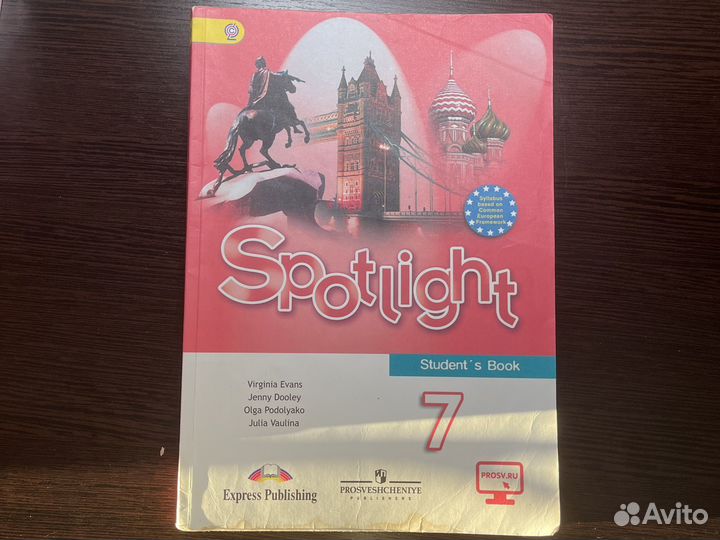 Syllabus
based on
Common
European
Framework
Spotlight
Student´s Book
Virginia Evans
Jenny Dooley
Olga Podolyako
Julia Vaulina
7
PROSV.RU
Express Publishing
PROSVESHCHENIYE
PUBLISHERS
Avito